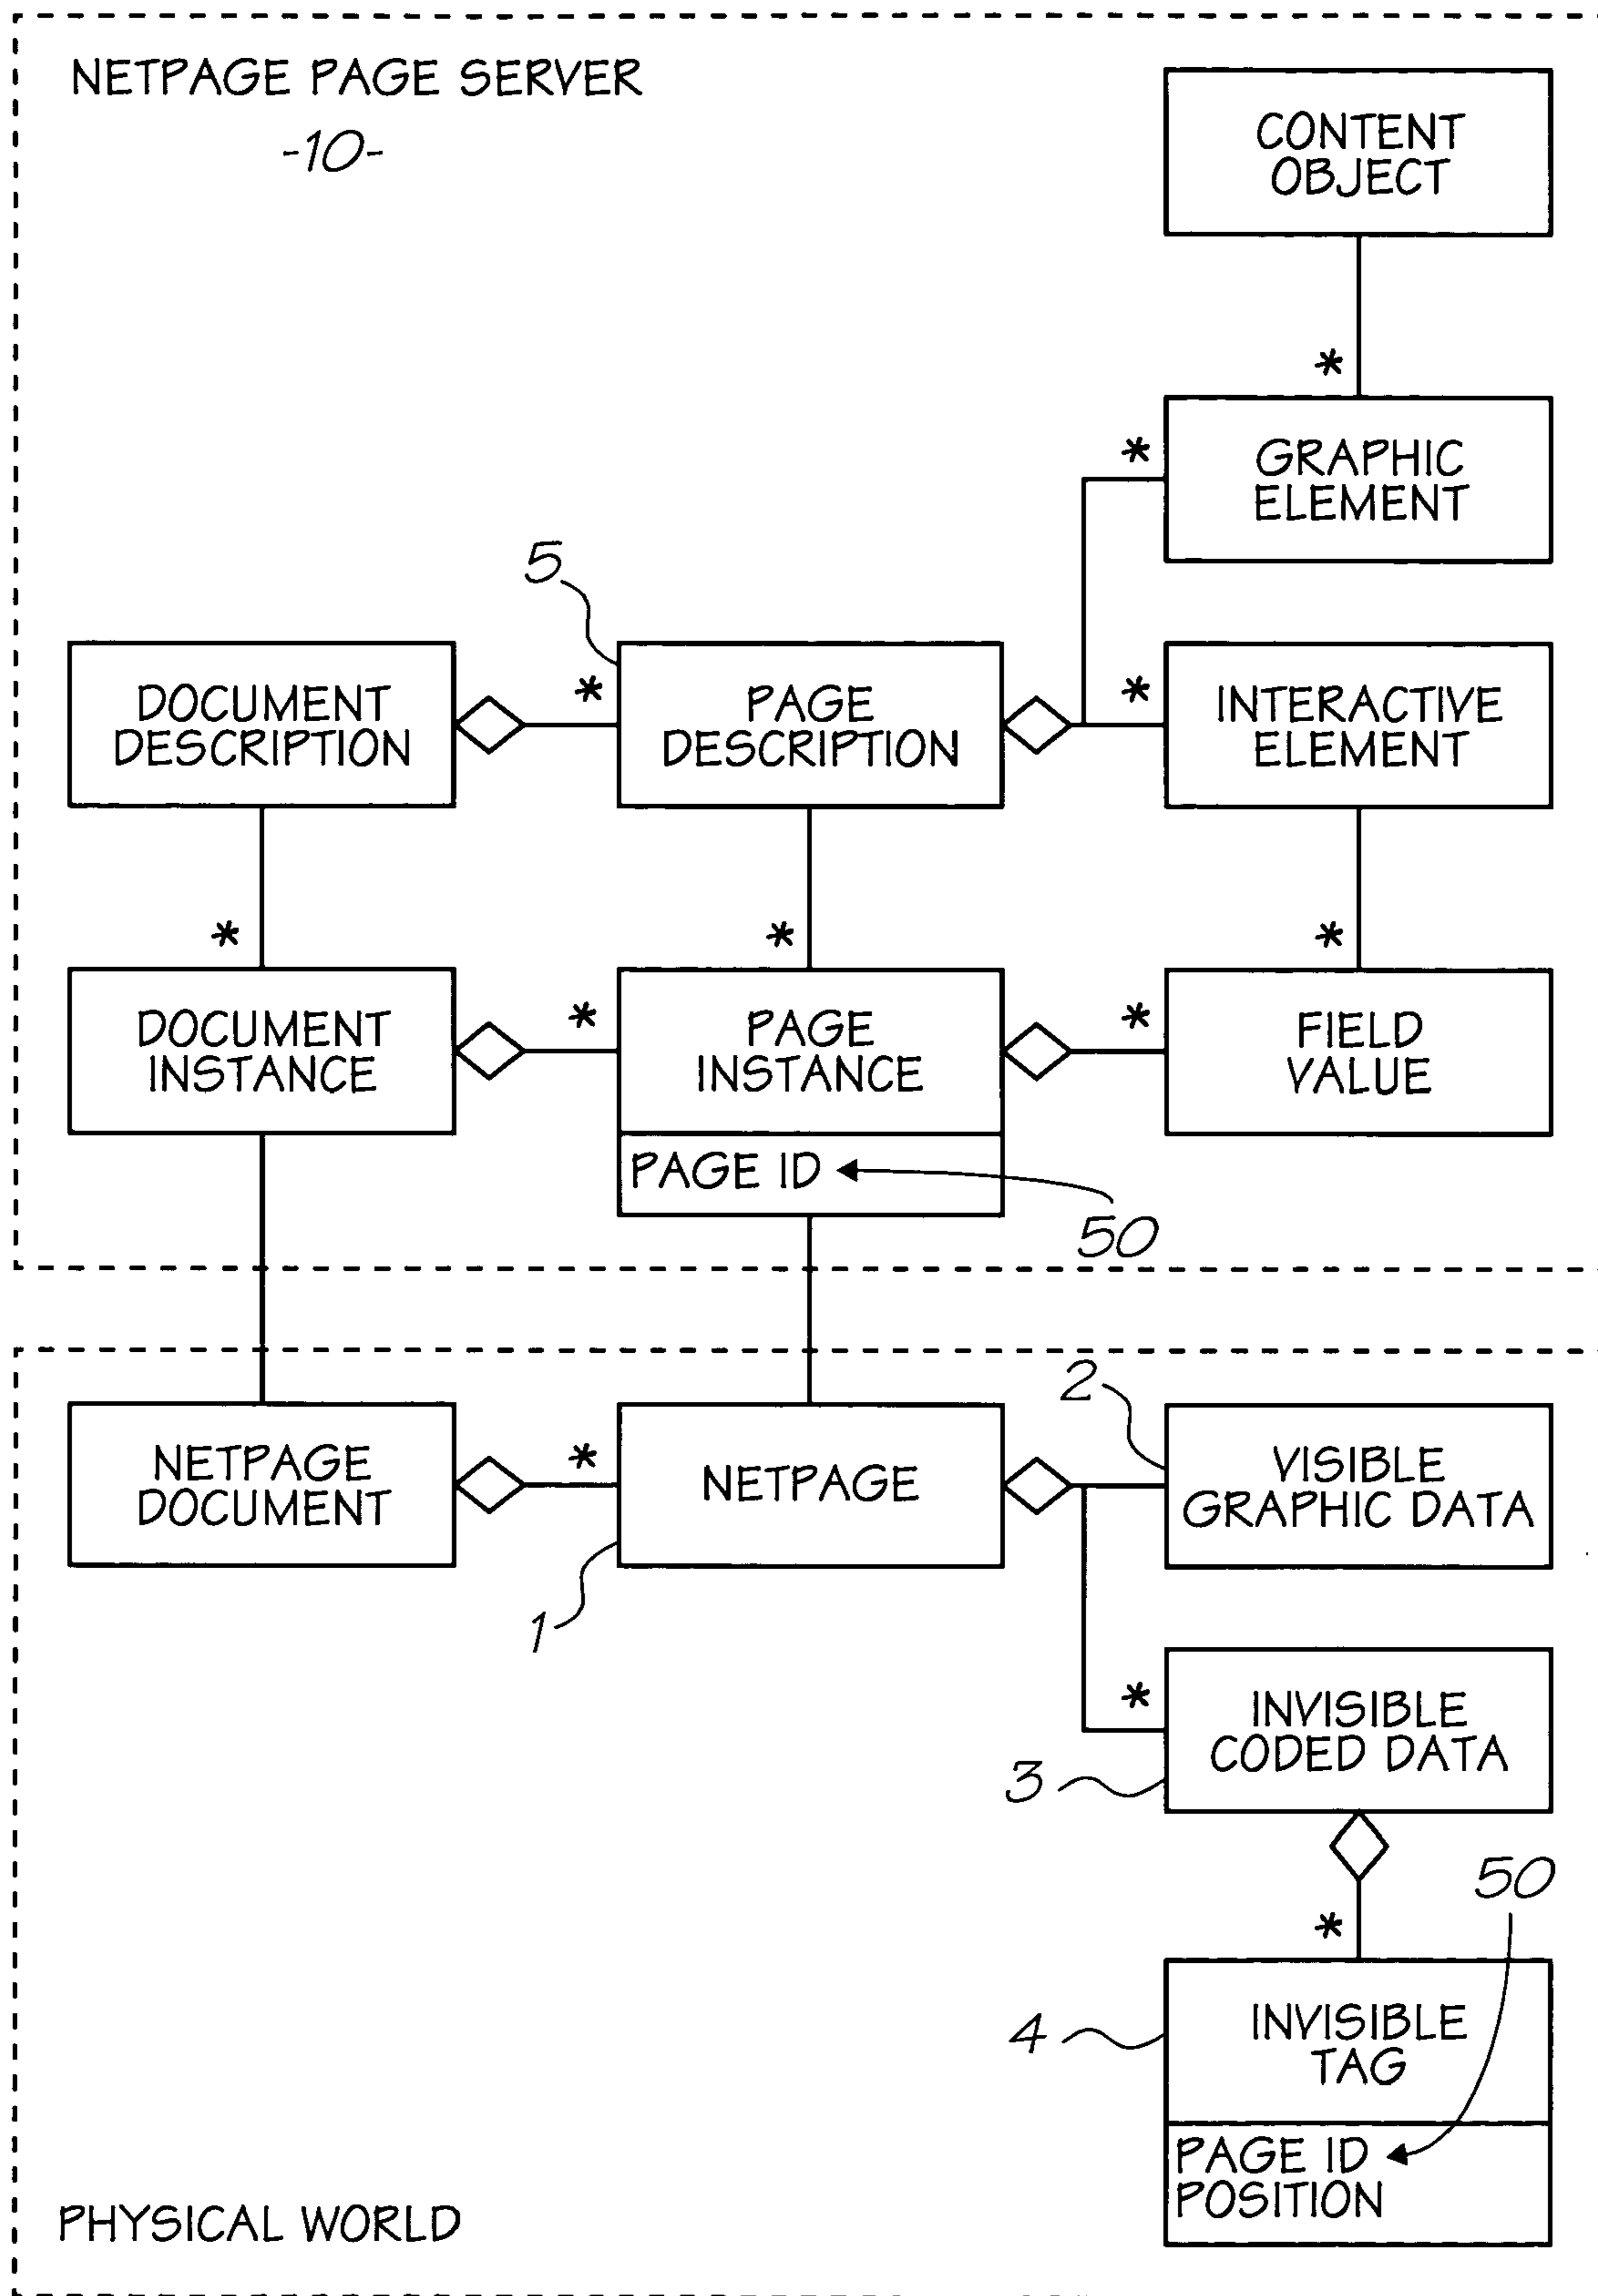 NETPAGE PAGE SERVER
-10-
CONTENT
OBJECT
*
*
GRAPHIC
ELEMENT
5
DOCUMENT
DESCRIPTION
*
PAGE
DESCRIPTION
*
INTERACTIVE
ELEMENT
*
*
*
DOCUMENT
INSTANCE
*
PAGE
INSTANCE
*
FIELD
VALUE
PAGE ID
50
NETPAGE
DOCUMENT
*
NETPAGE
1
2
VISIBLE
GRAPHIC DATA
*
INVISIBLE
CODED DATA
3
50
*
4
INVISIBLE
TAG
PAGE ID
POSITION
PHYSICAL WORLD